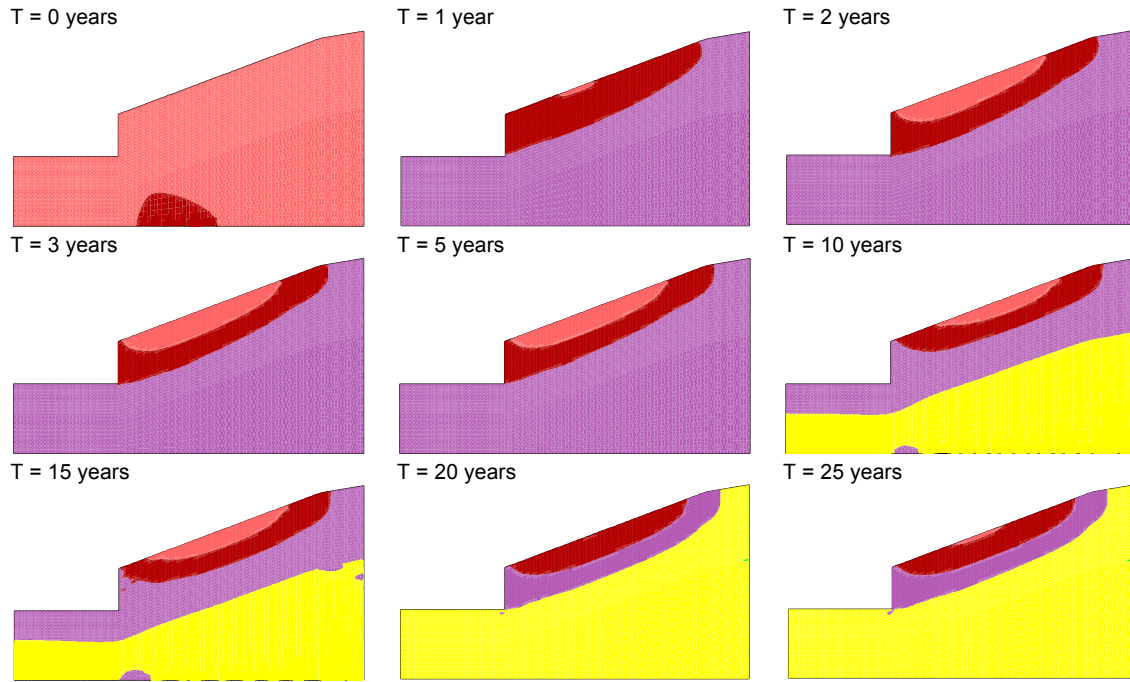 T = 0 years
T = 1 year
T = 2 years
T = 3 years
T = 5 years
T = 10 years
T = 15 years
T = 20 years
T = 25 years